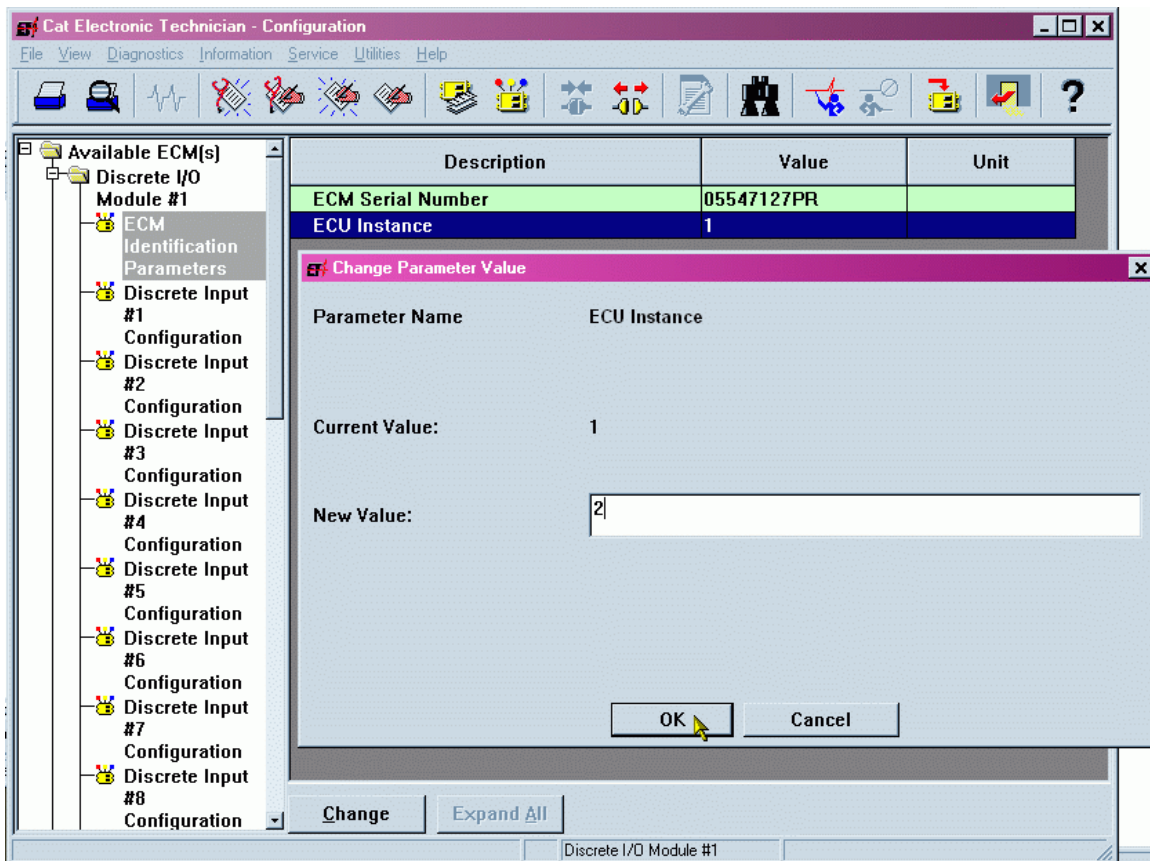 Cat Electronic Technician - Configuration
File View Diagnostics Information Service Utilities Help
Available ECM(s)
Discrete I/O
Module #1
ECM
Identification
Parameters
Discrete Input
#1
Configuration
Discrete Input
#2
Configuration
Discrete Input
#3
Configuration
Discrete Input
#4
Configuration
Discrete Input
#5
Configuration
Discrete Input
#6
Configuration
Discrete Input
#7
Configuration
Discrete Input
#8
Configuration
Description Value Unit
ECM Serial Number 05547127PR
ECU Instance 1
ET Change Parameter Value
Parameter Name ECU Instance
Current Value: 1
New Value: 2
OK Cancel
Change Expand All
Discrete I/O Module #1